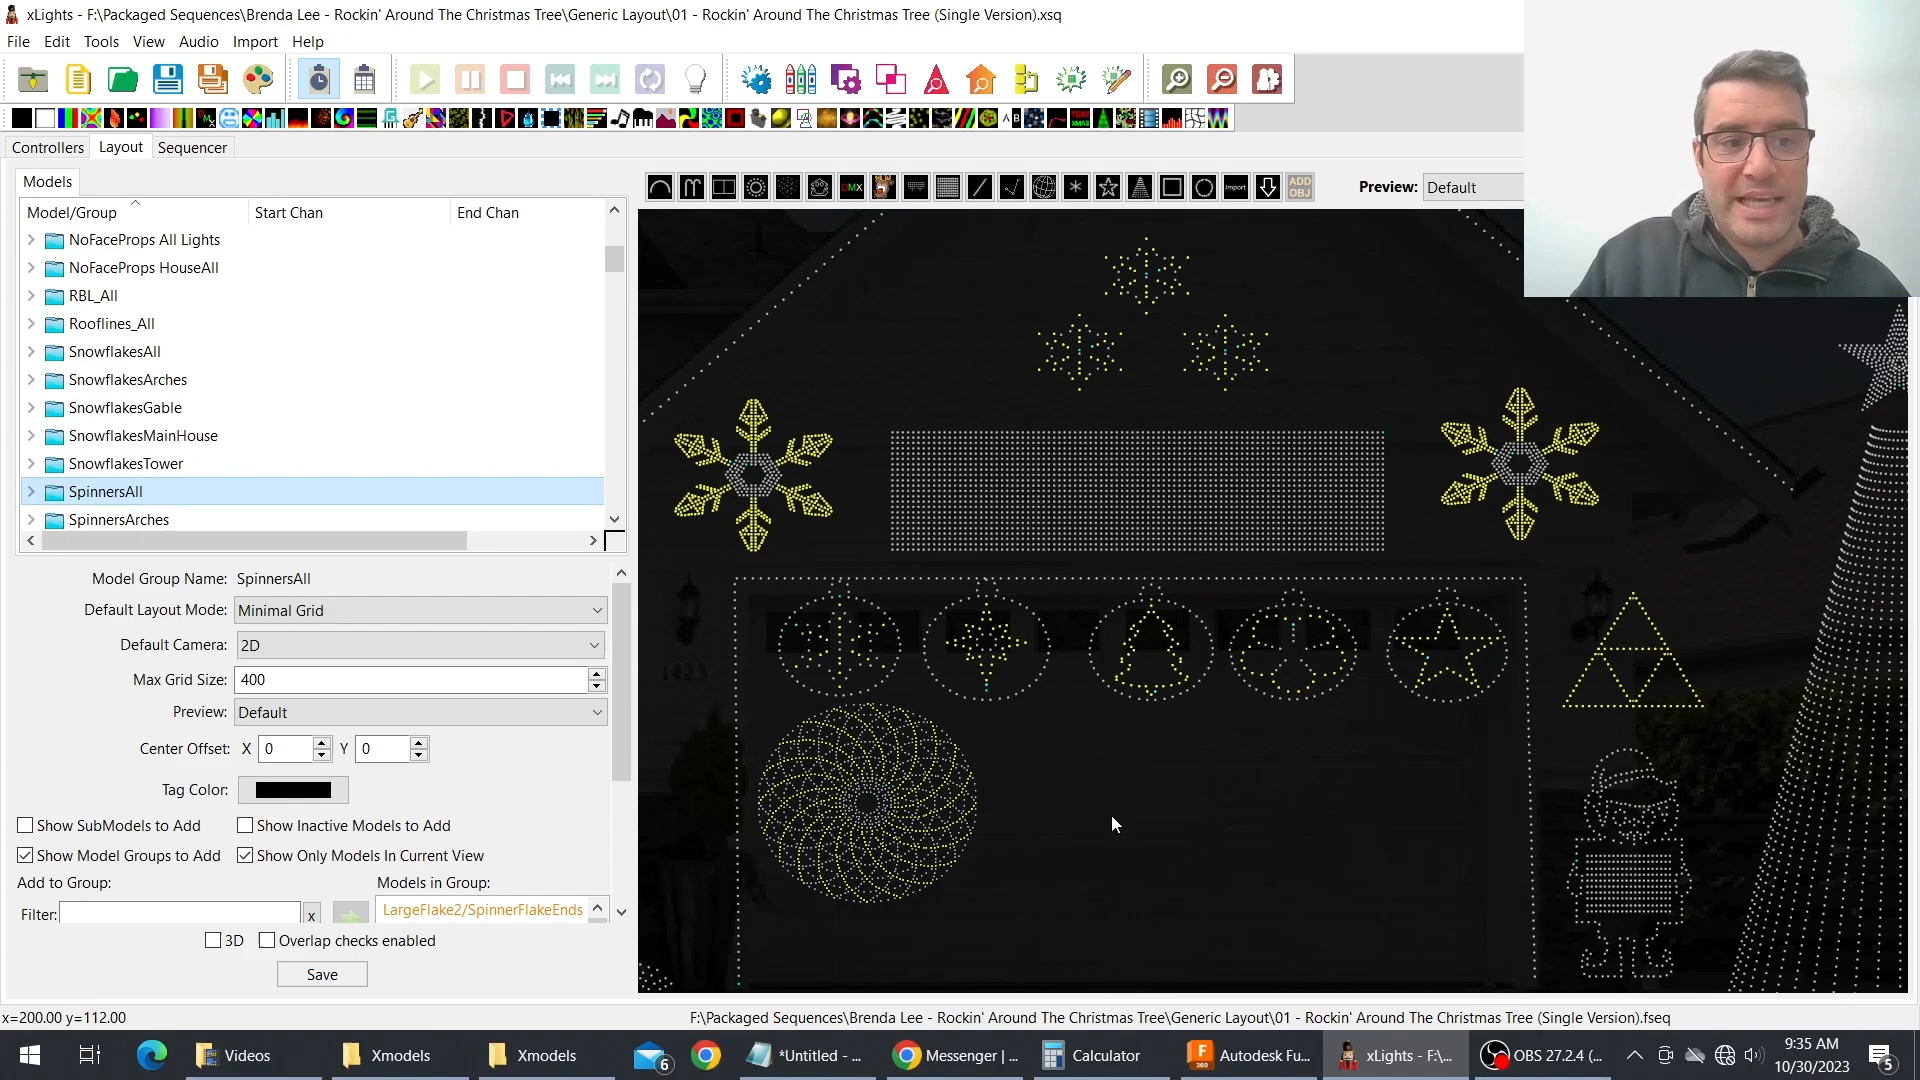 xLights - F:\Packaged Sequences\Brenda Lee - Rockin' Around The Christmas Tree\Generic Layout\01 - Rockin' Around The Christmas Tree (Single Version).xsq
File Edit Tools View Audio Import Help
Controllers Layout Sequencer
Models
DMX Import ADD OBJ Preview: Default
Model/Group Start Chan End Chan
NoFaceProps All Lights
NoFaceProps HouseAll
RBL_All
Rooflines_All
SnowflakesAll
SnowflakesArches
SnowflakesGable
SnowflakesMainHouse
SnowflakesTower
SpinnersAll
SpinnersArches
Model Group Name: SpinnersAll
Default Layout Mode: Minimal Grid
Default Camera: 2D
Max Grid Size: 400
Preview: Default
Center Offset: X 0 Y 0
Tag Color:
Show SubModels to Add Show Inactive Models to Add
Show Model Groups to Add Show Only Models In Current View
Add to Group: Models in Group:
Filter: x LargeFlake2/SpinnerFlakeEnds
3D Overlap checks enabled
Save
x=200.00 y=112.00 F:\Packaged Sequences\Brenda Lee - Rockin' Around The Christmas Tree\Generic Layout\01 - Rockin' Around The Christmas Tree (Single Version).fseq
Videos Xmodels Xmodels 6 *Untitled - ... Messenger | ... Calculator Autodesk Fu... xLights - F:\... OBS 27.2.4 (... 9:35 AM
10/30/2023 5